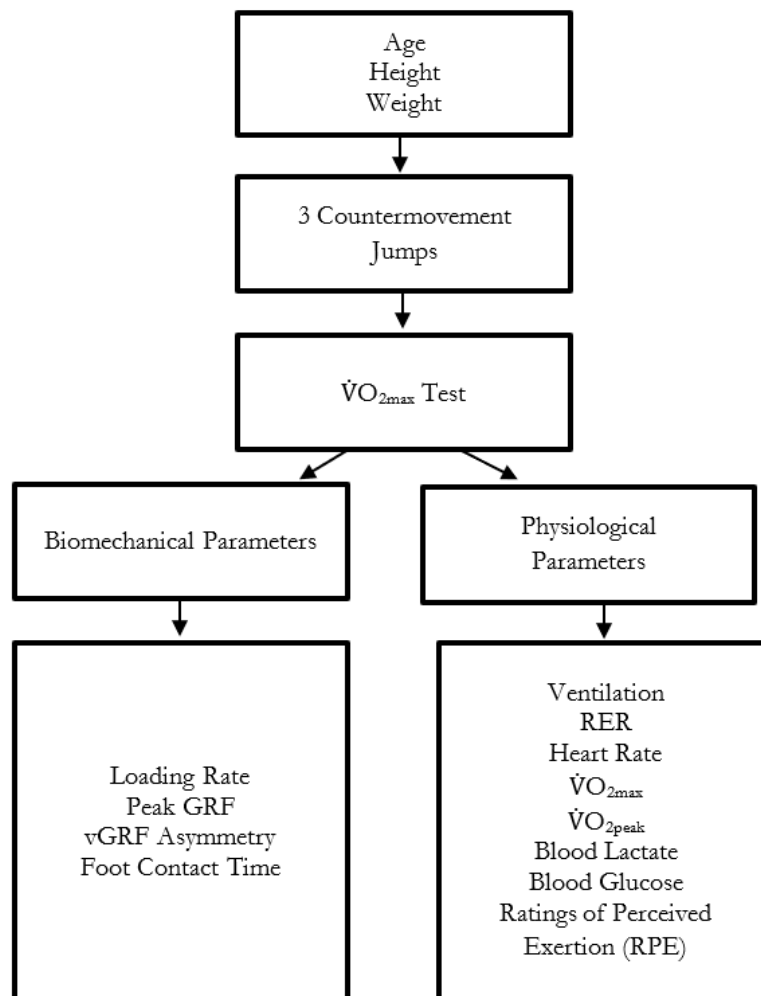 Age
Height
Weight
3 Countermovement
Jumps
V̇O₂ₘₐₓ Test
Biomechanical Parameters
Physiological
Parameters
Loading Rate
Peak GRF
vGRF Asymmetry
Foot Contact Time
Ventilation
RER
Heart Rate
V̇O₂ₘₐₓ
V̇O₂ₚₑₐₖ
Blood Lactate
Blood Glucose
Ratings of Perceived
Exertion (RPE)